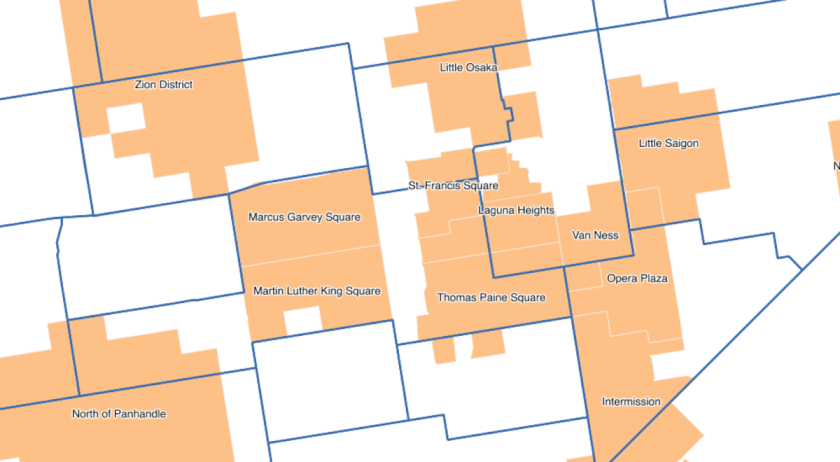 Little Osaka
Zion District
Little Saigon
St. Francis Square
Laguna Heights
Marcus Garvey Square
Van Ness
Opera Plaza
Martin Luther King Square
Thomas Paine Square
Intermission
North of Panhandle